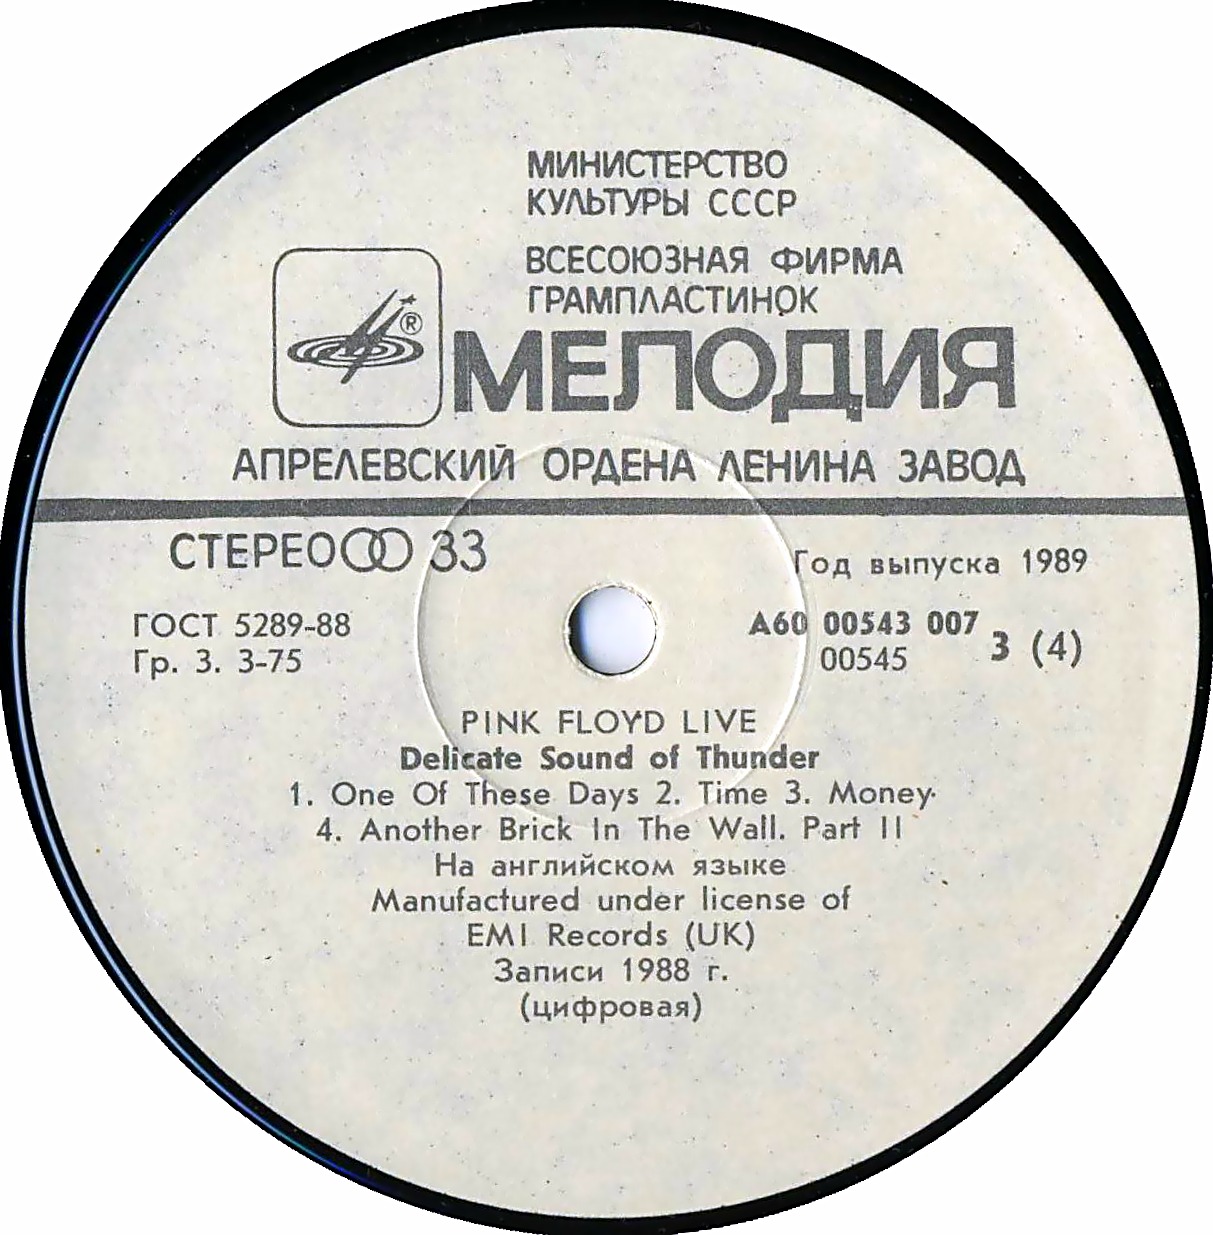 МИНИСТЕРСТВО
КУЛЬТУРЫ СССР
ВСЕСОЮЗНАЯ ФИРМА
ГРАМПЛАСТИНОК
®
МЕЛОДИЯ
АПРЕЛЕВСКИЙ ОРДЕНА ЛЕНИНА ЗАВОД
СТЕРЕО 33
Год выпуска 1989
ГОСТ 5289-88
Гр. 3. 3-75
А60 00543 007
00545
3 (4)
PINK FLOYD LIVE
Delicate Sound of Thunder
1. One Of These Days 2. Time 3. Money
4. Another Brick In The Wall. Part II
На английском языке
Manufactured under license of
EMI Records (UK)
Записи 1988 г.
(цифровая)